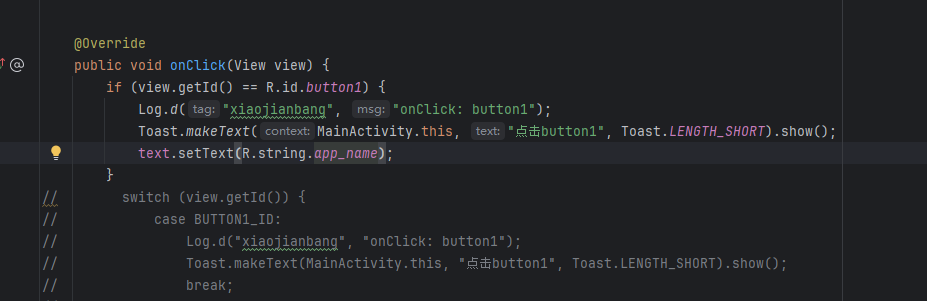 @Override
public void onClick(View view) {
if (view.getId() == R.id.button1) {
Log.d( tag: "xiaojianbang", msg: "onClick: button1");
Toast.makeText( context: MainActivity.this, text: "点击button1", Toast.LENGTH_SHORT).show();
text.setText(R.string.app_name);
}
// switch (view.getId()) {
// case BUTTON1_ID:
// Log.d("xiaojianbang", "onClick: button1");
// Toast.makeText(MainActivity.this, "点击button1", Toast.LENGTH_SHORT).show();
// break;